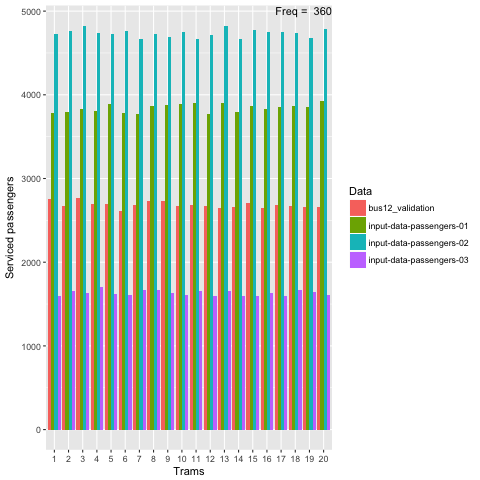 Freq = 360
5000
4000
3000
2000
1000
0
Serviced passengers
1 2 3 4 5 6 7 8 9 10 11 12 13 14 15 16 17 18 19 20
Trams
Data
bus12_validation
input-data-passengers-01
input-data-passengers-02
input-data-passengers-03